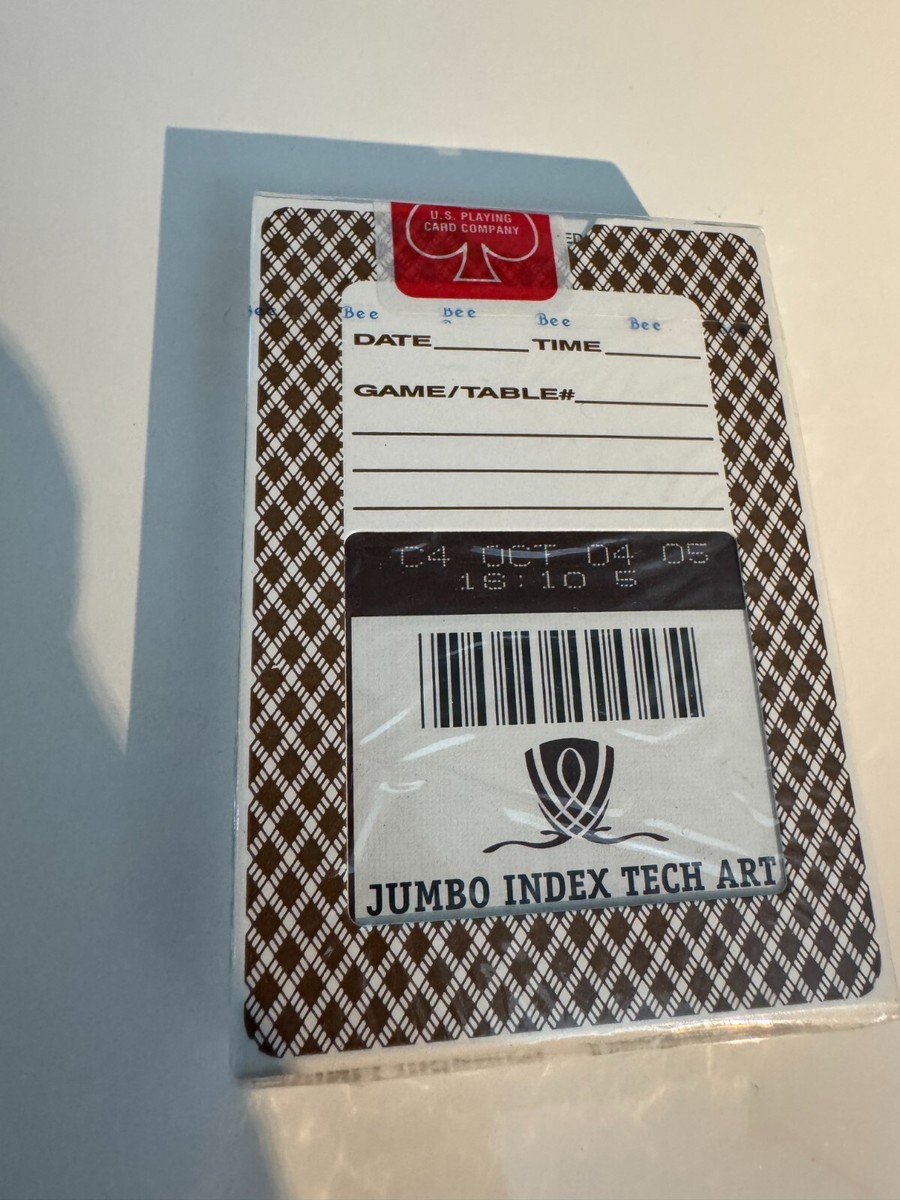 U.S. PLAYING
CARD COMPANY
Bee Bee Bee Bee Bee
DATE TIME
GAME/TABLE#
C4 OCT 04 05
16:10 5
JUMBO INDEX TECH ART